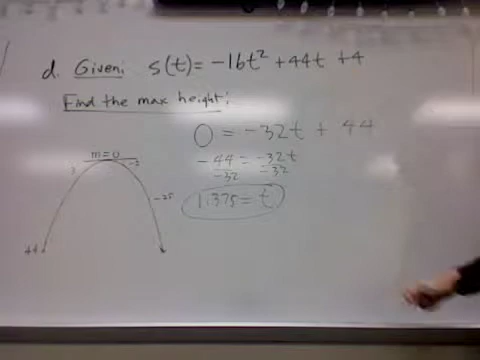 d. Given: s(t) = -16t² + 44t + 4
Find the max height:
0 = -32t + 44
m = 0
-44 = -32t
-32 -32
-25
1.375 = t
44